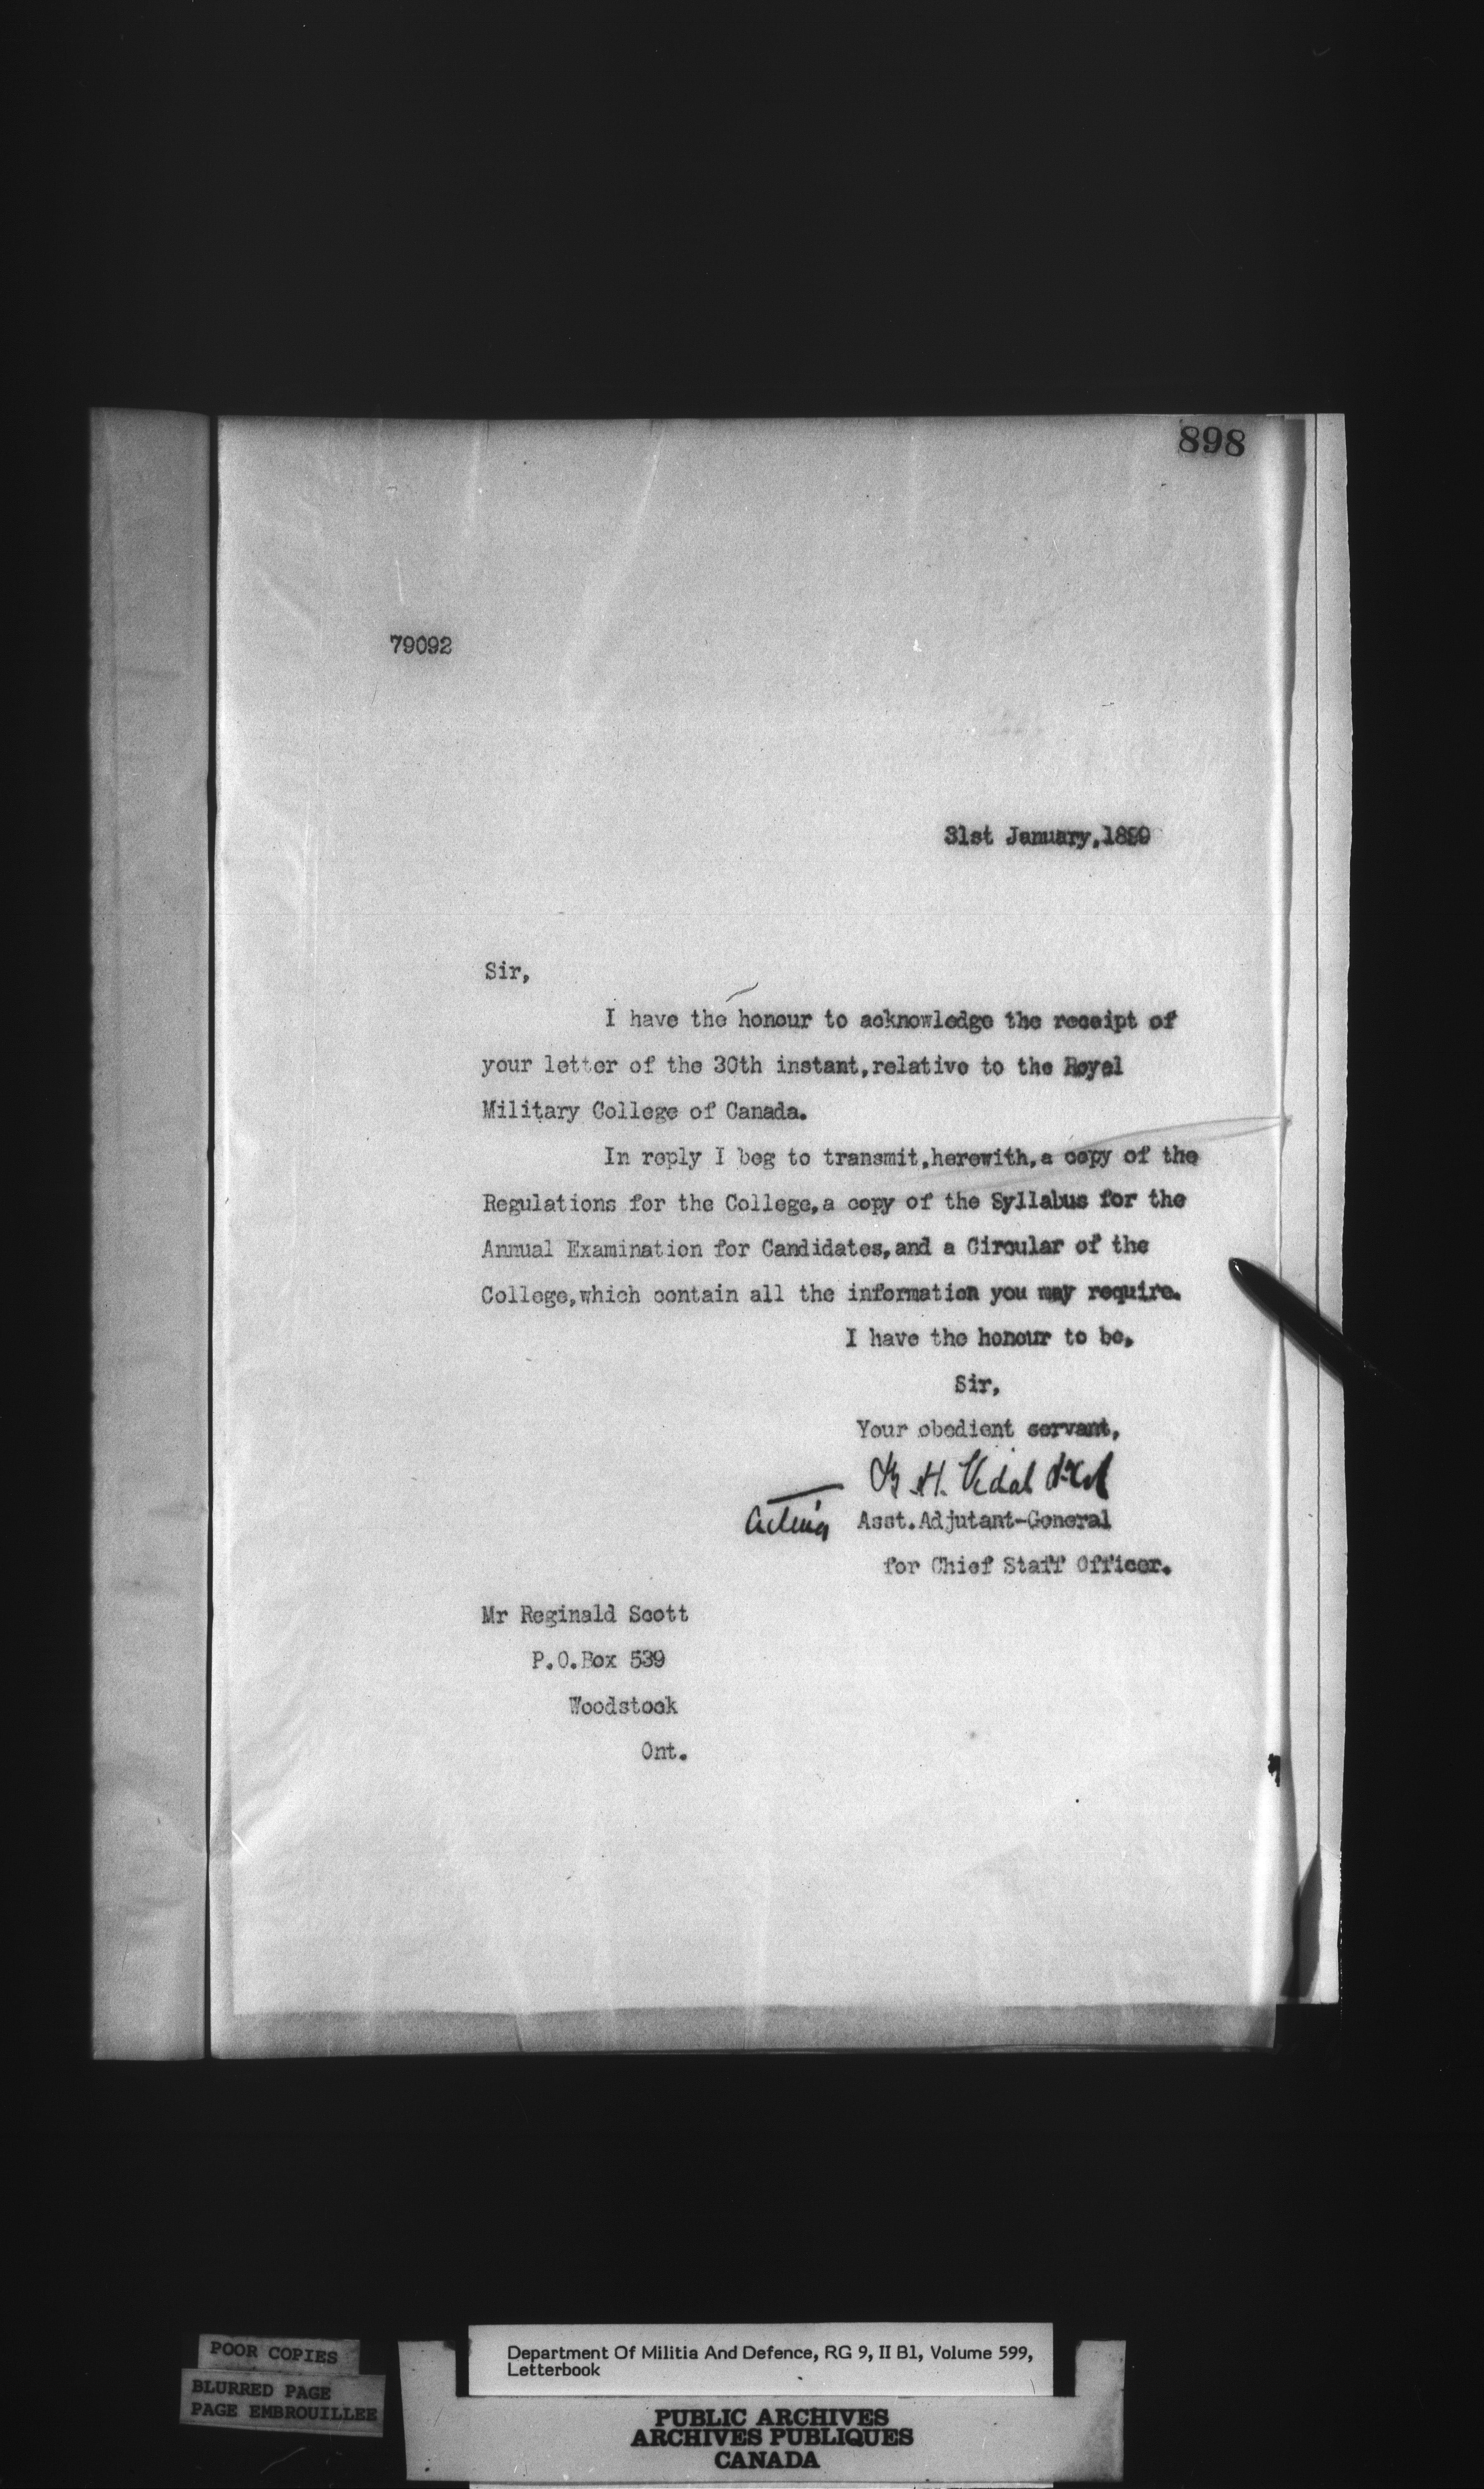 898
79092
31st January,1899
Sir,
I have the honour to acknowledge the receipt of
your letter of the 30th instant,relative to the Royal
Military College of Canada.
In reply I beg to transmit,herewith,a copy of the
Regulations for the College,a copy of the Syllabus for the
Annual Examination for Candidates,and a Circular of the
College,which contain all the information you may require.
I have the honour to be,
Sir,
Your obedient servant,
B. H. Vidal Lt Col
Acting Asst.Adjutant-General
for Chief Staff Officer.
Mr Reginald Scott
P.O.Box 539
Woodstock
Ont.
POOR COPIES
BLURRED PAGE
PAGE EMBROUILLEE
Department Of Militia And Defence, RG 9, II B1, Volume 599,
Letterbook
PUBLIC ARCHIVES
ARCHIVES PUBLIQUES
CANADA